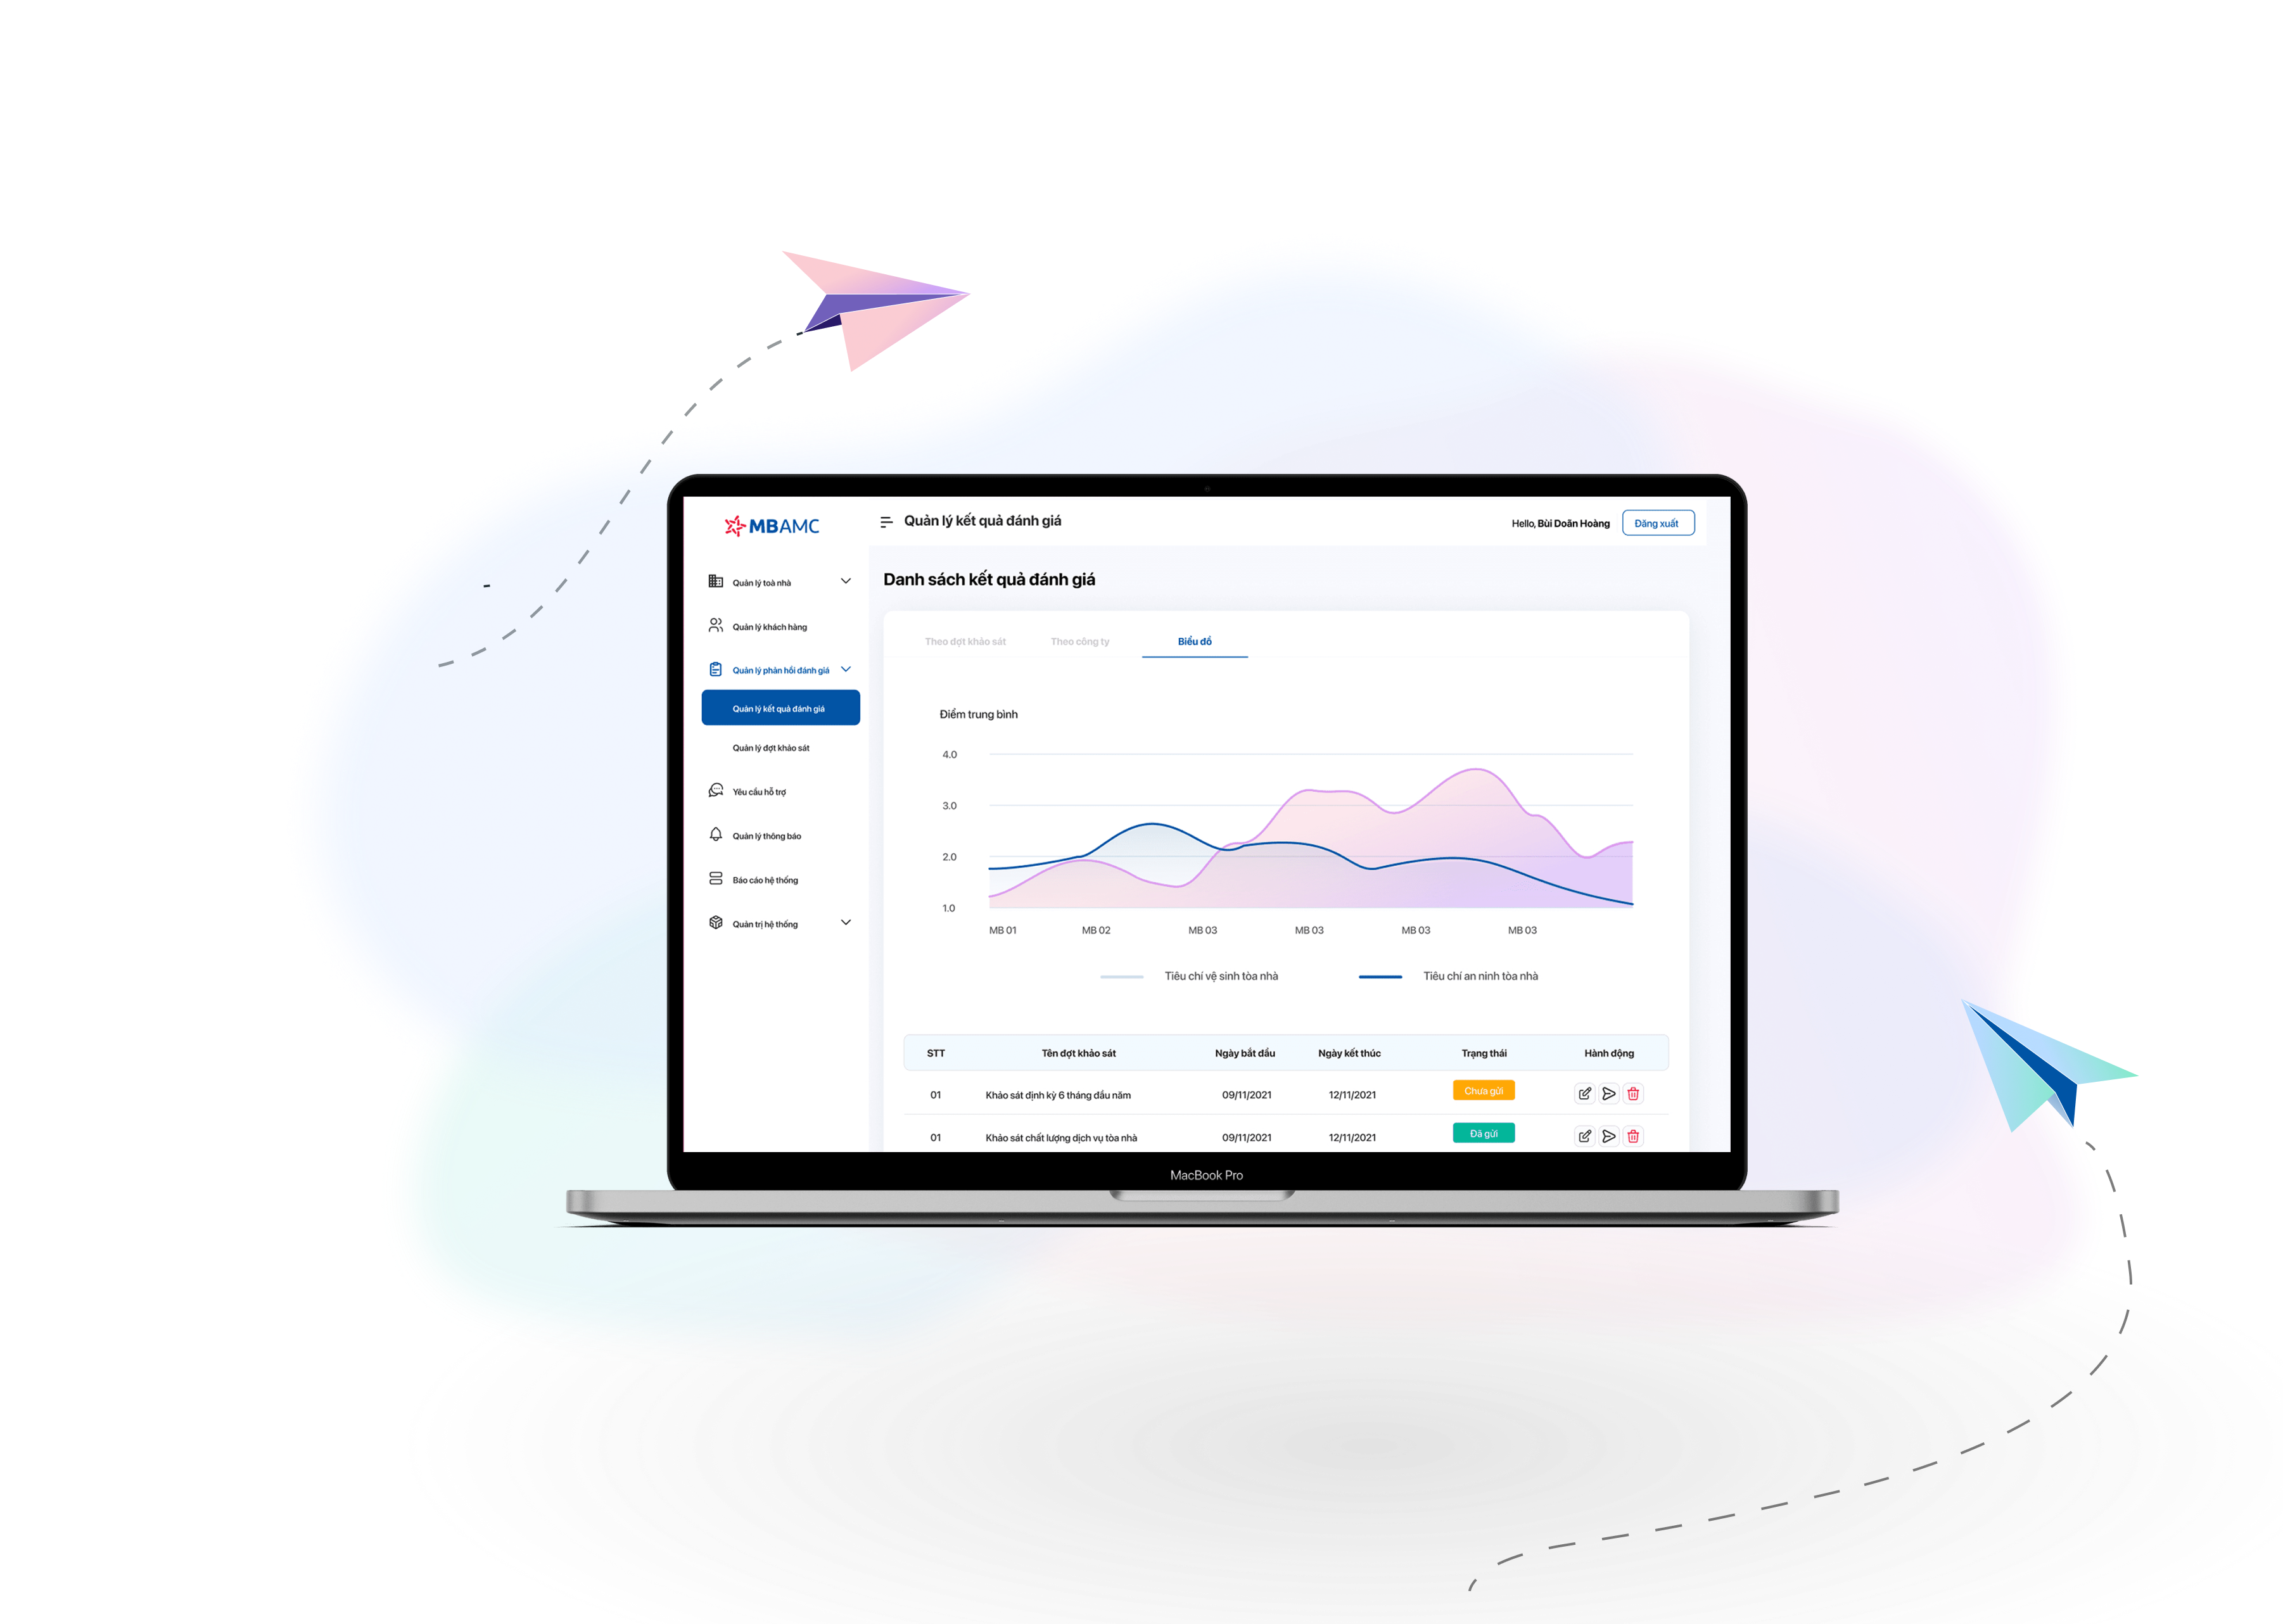 MBAMC
Quản lý kết quả đánh giá
Hello, Bùi Doãn Hoàng
Đăng xuất
Quản lý toà nhà
Quản lý khách hàng
Quản lý phản hồi đánh giá
Quản lý kết quả đánh giá
Quản lý đợt khảo sát
Yêu cầu hỗ trợ
Quản lý thông báo
Báo cáo hệ thống
Quản trị hệ thống
Danh sách kết quả đánh giá
Theo đợt khảo sát Theo công ty Biểu đồ
Điểm trung bình
4.0
3.0
2.0
1.0
MB 01 MB 02 MB 03 MB 03 MB 03 MB 03
Tiêu chí vệ sinh tòa nhà Tiêu chí an ninh tòa nhà
STT Tên đợt khảo sát Ngày bắt đầu Ngày kết thúc Trạng thái Hành động
01 Khảo sát định kỳ 6 tháng đầu năm 09/11/2021 12/11/2021 Chưa gửi
01 Khảo sát chất lượng dịch vụ tòa nhà 09/11/2021 12/11/2021 Đã gửi
MacBook Pro